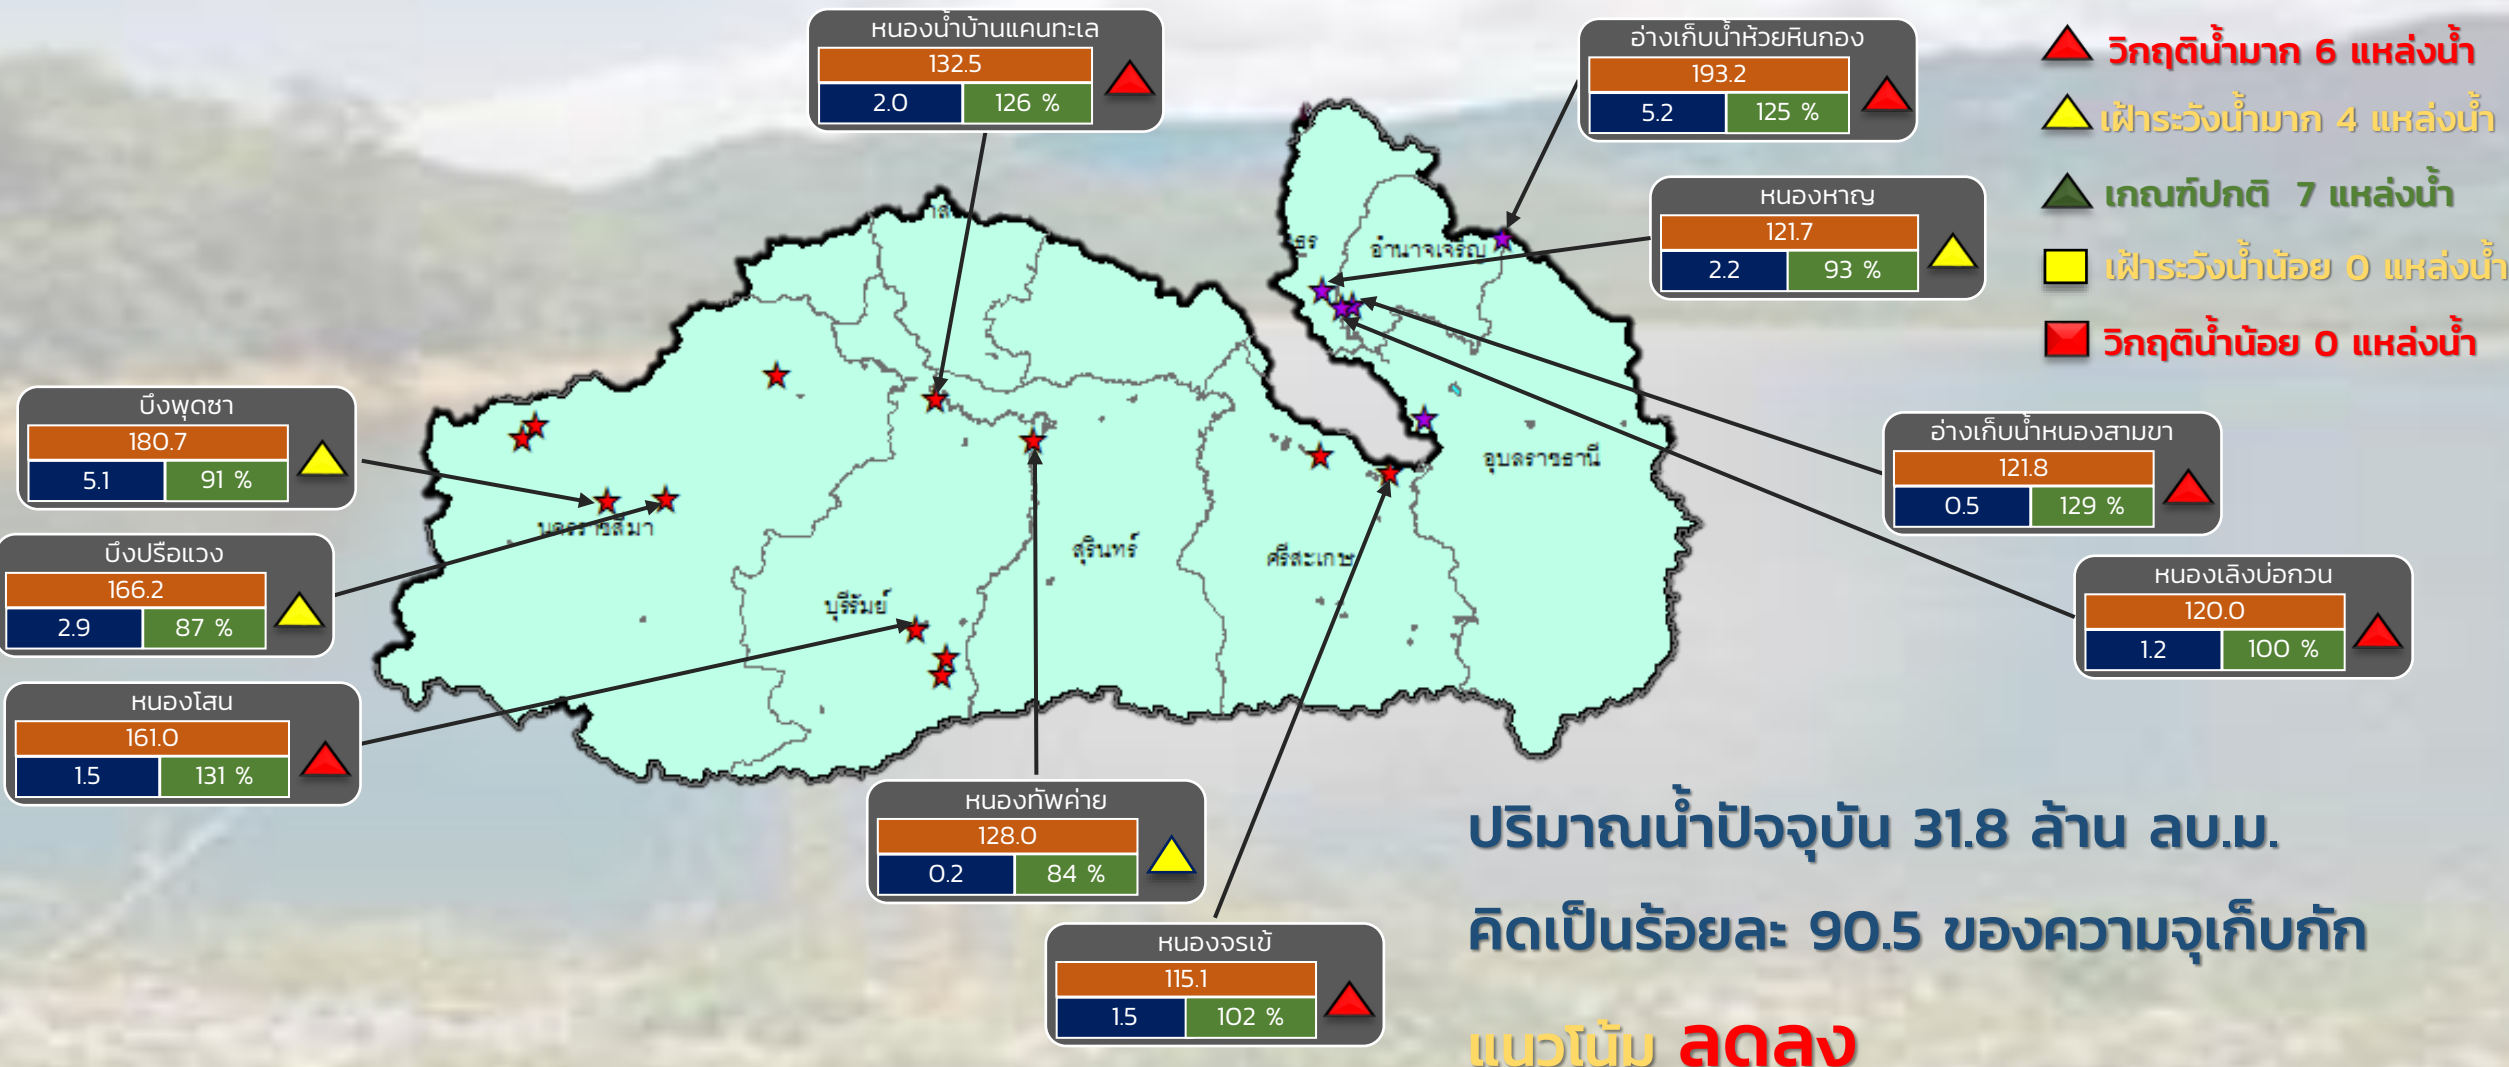 หนองน้ำบ้านแคนทะเล
132.5
2.0 126 %
อ่างเก็บน้ำห้วยหินกอง
193.2
5.2 125 %
วิกฤติน้ำมาก 6 แหล่งน้ำ
เฝ้าระวังน้ำมาก 4 แหล่งน้ำ
เกณฑ์ปกติ 7 แหล่งน้ำ
เฝ้าระวังน้ำน้อย 0 แหล่งน้ำ
วิกฤติน้ำน้อย 0 แหล่งน้ำ
หนองหาญ
121.7
2.2 93 %
อำนาจเจริญ
บึงพุดซา
180.7
5.1 91 %
อ่างเก็บน้ำหนองสามขา
121.8
0.5 129 %
อุบลราชธานี
นครราชสีมา
สุรินทร์
ศรีสะเกษ
บุรีรัมย์
บึงปรือแวง
166.2
2.9 87 %
หนองเลิงบ่อกวน
120.0
1.2 100 %
หนองโสน
161.0
1.5 131 %
หนองทัพค่าย
128.0
0.2 84 %
หนองจรเข้
115.1
1.5 102 %
ปริมาณน้ำปัจจุบัน 31.8 ล้าน ลบ.ม.
คิดเป็นร้อยละ 90.5 ของความจุเก็บกัก
แนวโน้ม ลดลง